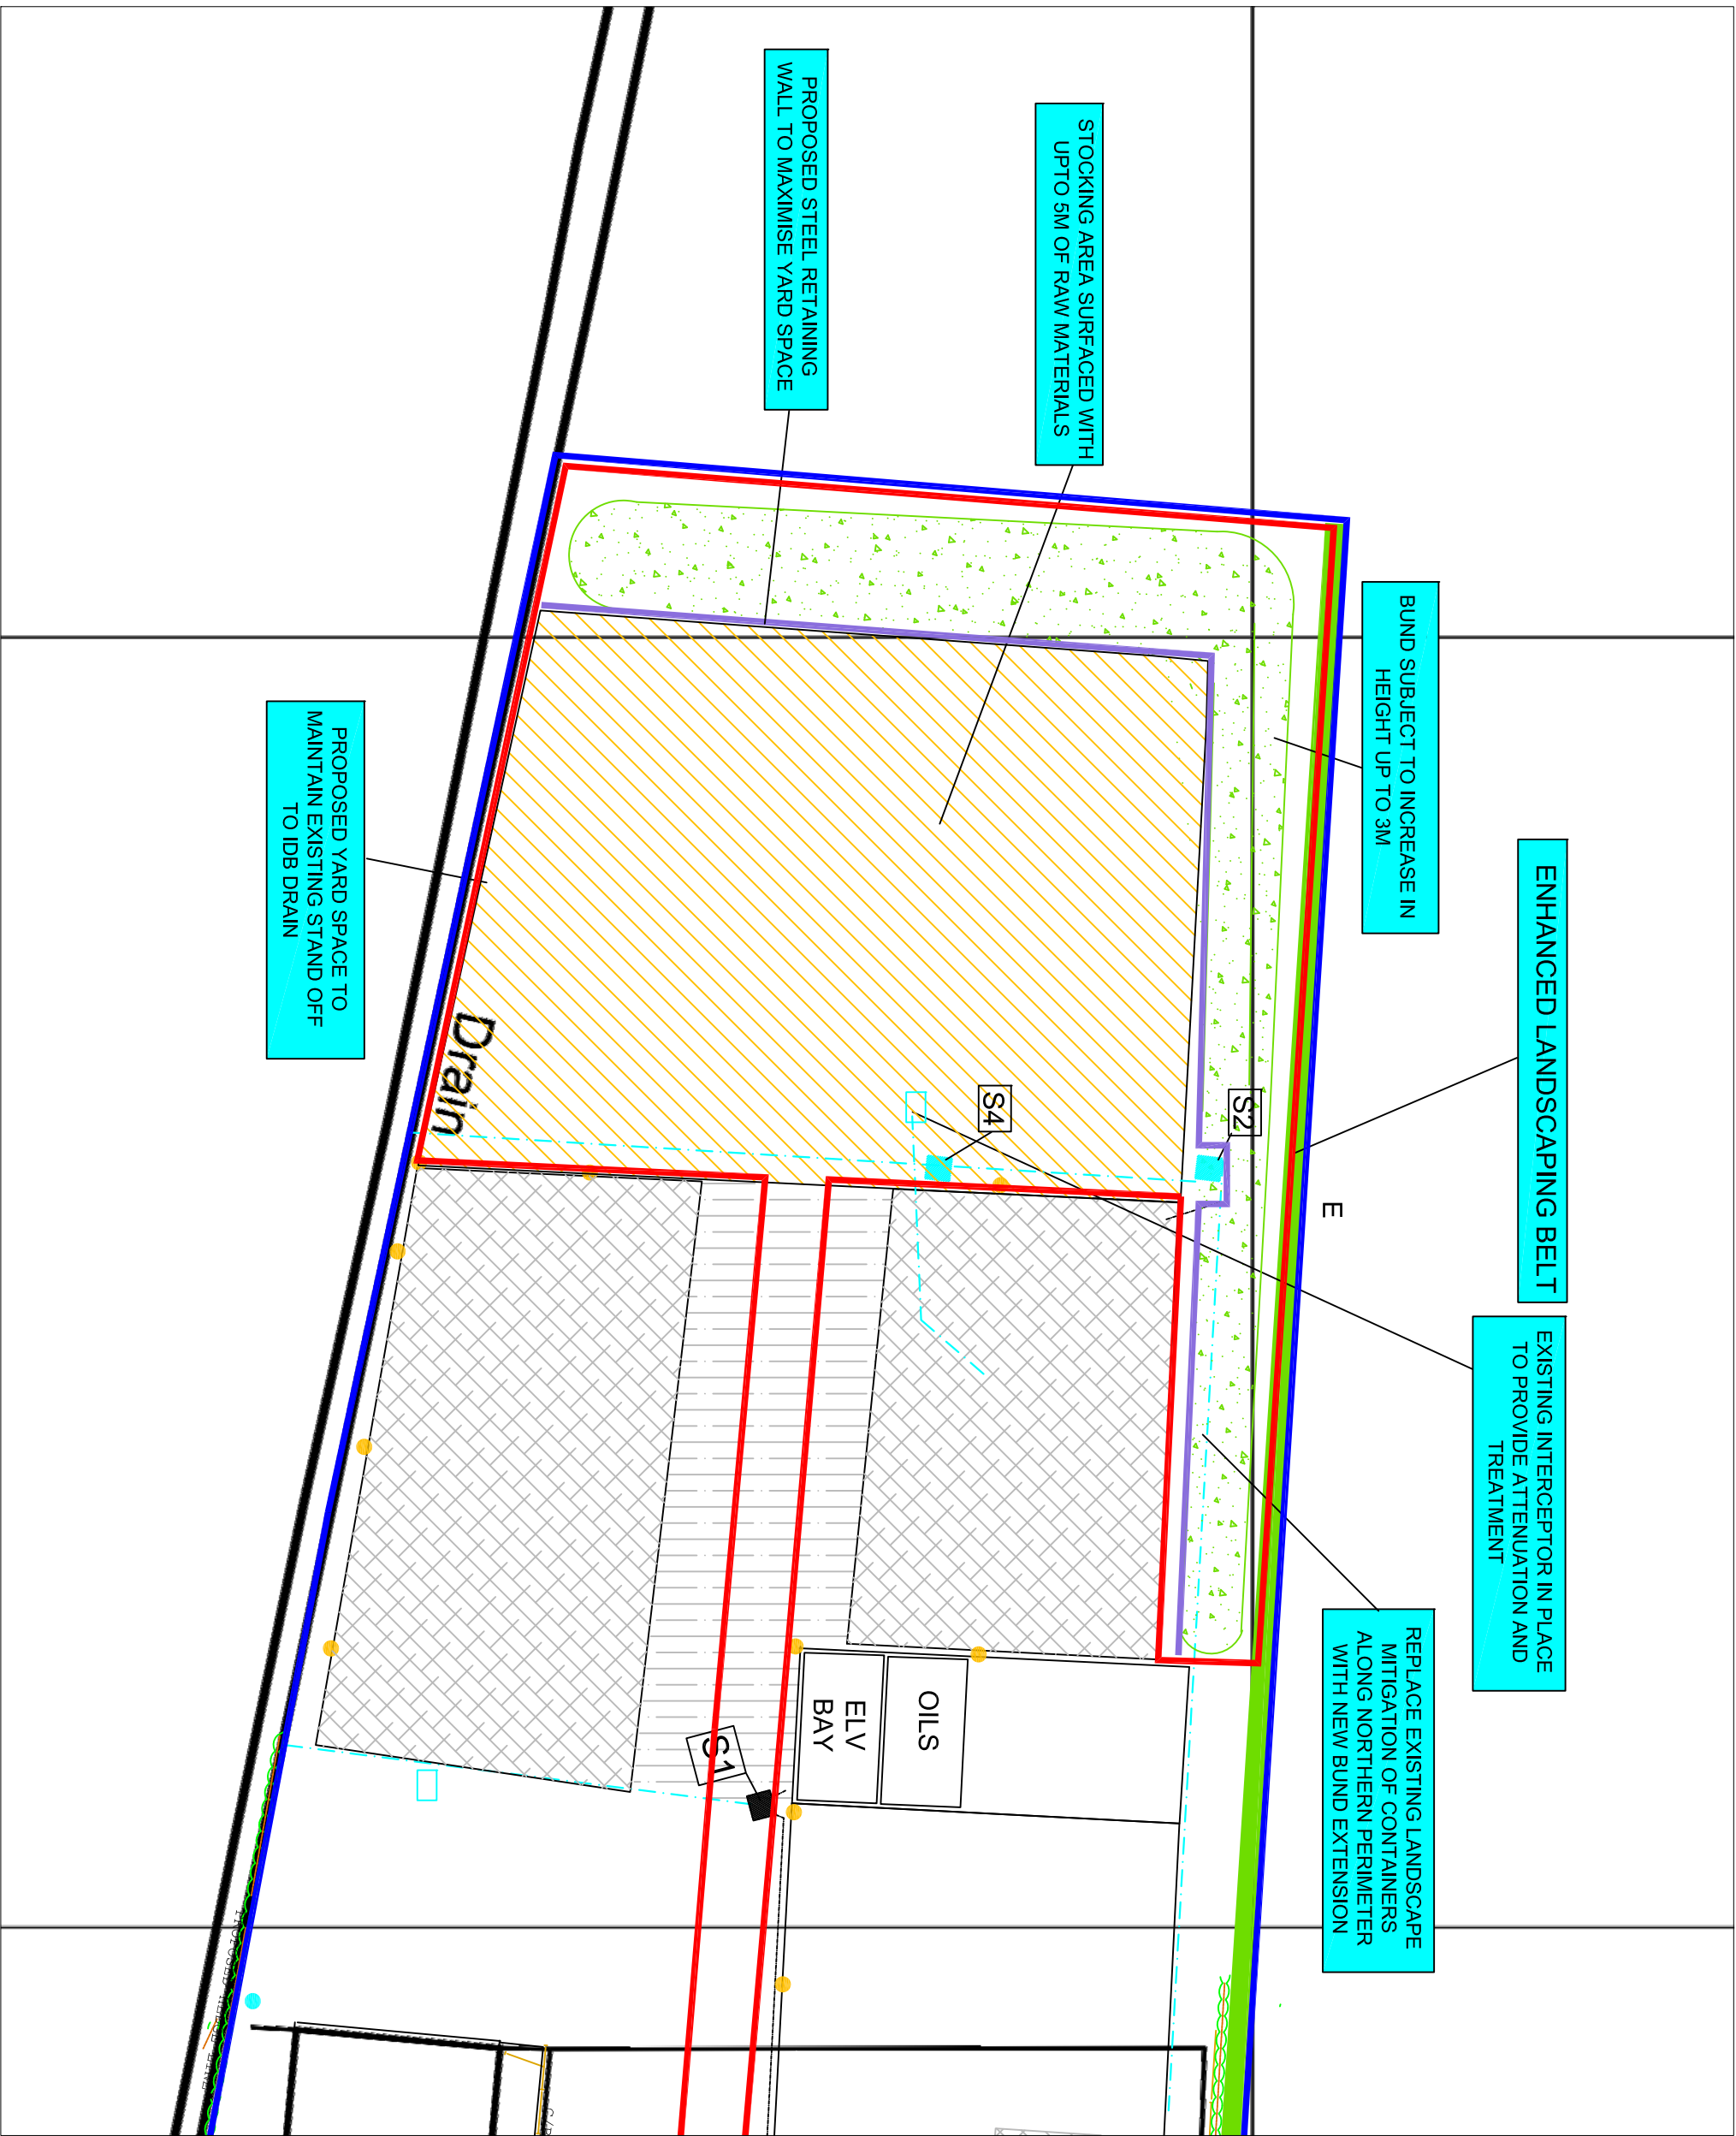 PROPOSED STEEL RETAINING
WALL TO MAXIMISE YARD SPACE
STOCKING AREA SURFACED WITH
UPTO 5M OF RAW MATERIALS
BUND SUBJECT TO INCREASE IN
HEIGHT UP TO 3M
ENHANCED LANDSCAPING BELT
PROPOSED YARD SPACE TO
MAINTAIN EXISTING STAND OFF
TO IDB DRAIN
Drain
S4
S2
E
EXISTING INTERCEPTOR IN PLACE
TO PROVIDE ATTENUATION AND
TREATMENT
REPLACE EXISTING LANDSCAPE
MITIGATION OF CONTAINERS
ALONG NORTHERN PERIMETER
WITH NEW BUND EXTENSION
OILS
ELV
BAY
S1